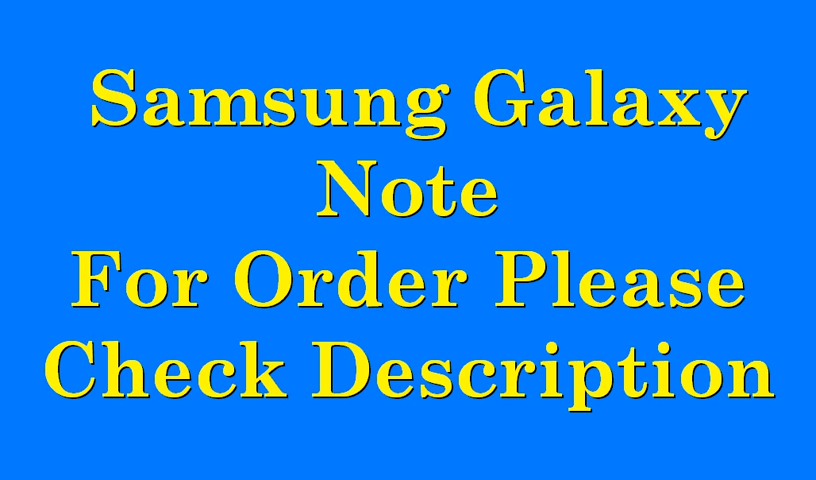 Samsung Galaxy
Note
For Order Please
Check Description